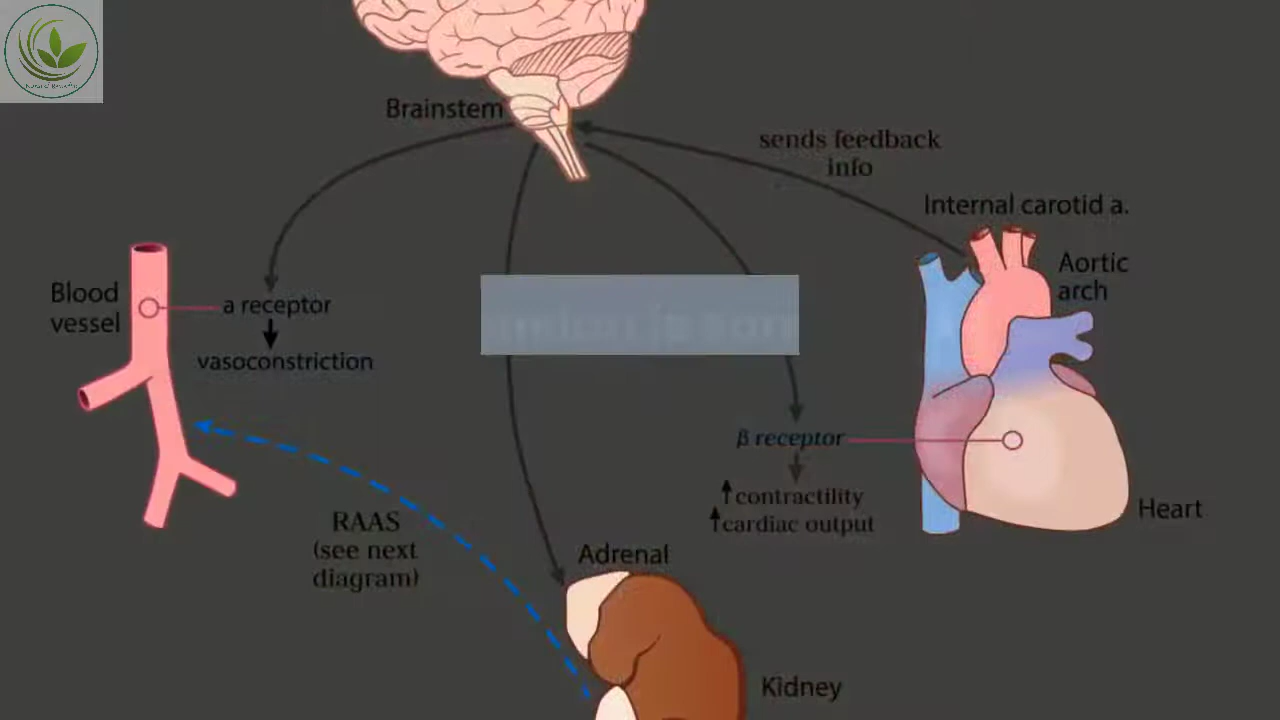 Brainstem
sends feedback
info
Internal carotid a.
Aortic
arch
Blood
vessel
a receptor
vasoconstriction
β receptor
contractility
cardiac output
Heart
RAAS
(see next
diagram)
Adrenal
Kidney